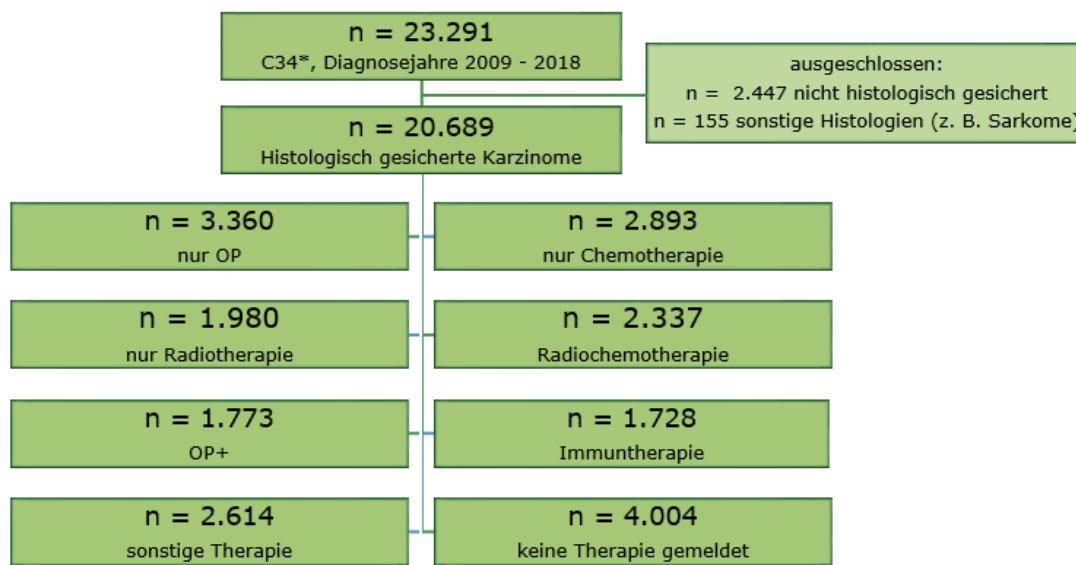 n = 23.291
C34*, Diagnosejahre 2009 - 2018
ausgeschlossen:
n =  2.447 nicht histologisch gesichert
n = 155 sonstige Histologien (z. B. Sarkome)
n = 20.689
Histologisch gesicherte Karzinome
n = 3.360
nur OP
n = 2.893
nur Chemotherapie
n = 1.980
nur Radiotherapie
n = 2.337
Radiochemotherapie
n = 1.773
OP+
n = 1.728
Immuntherapie
n = 2.614
sonstige Therapie
n = 4.004
keine Therapie gemeldet